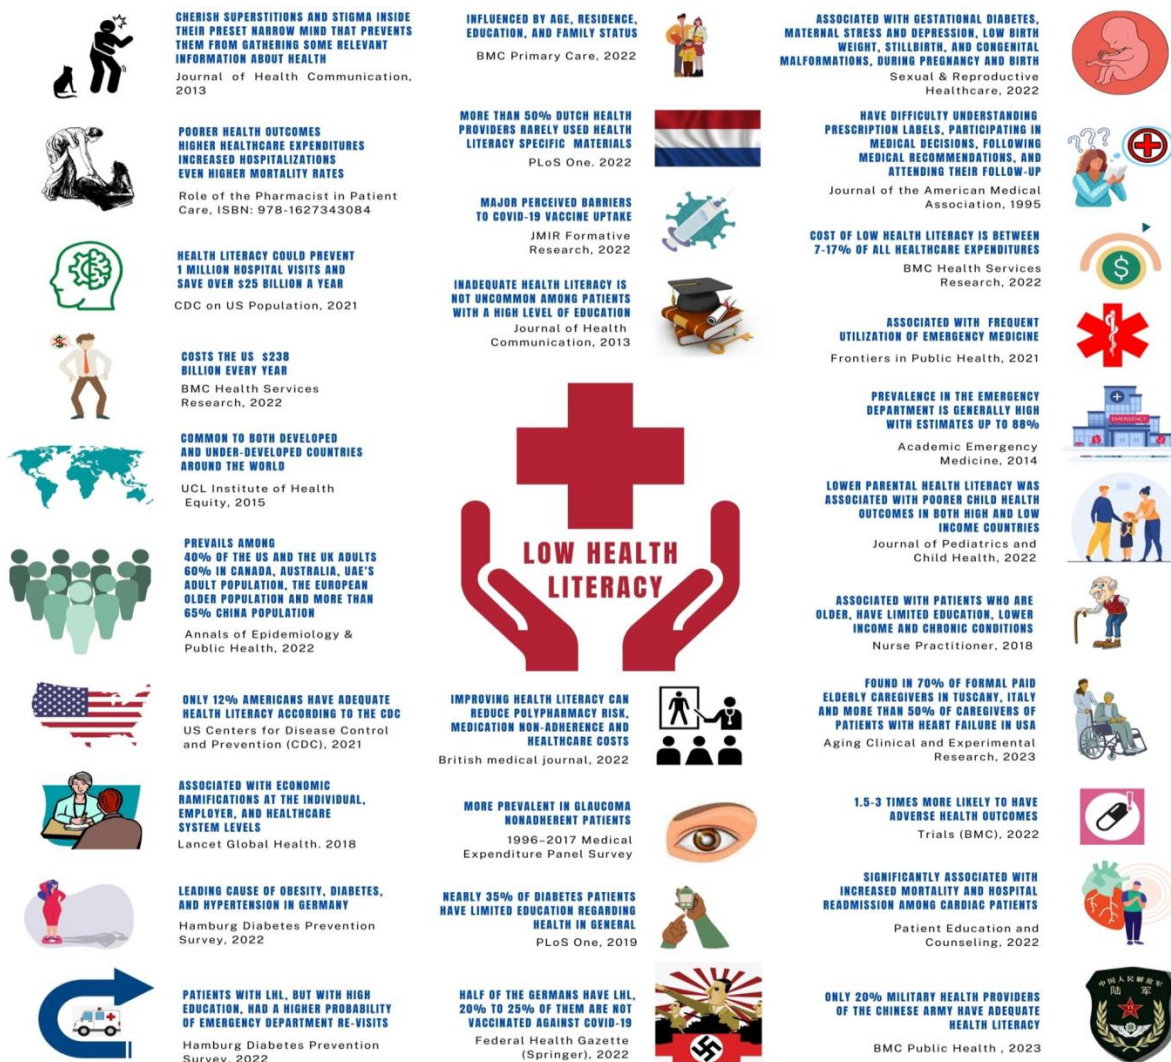 CHERISH SUPERSTITIONS AND STIGMA INSIDE
THEIR PRESET NARROW MIND THAT PREVENTS
THEM FROM GATHERING SOME RELEVANT
INFORMATION ABOUT HEALTH
Journal of Health Communication,
2013
POORER HEALTH OUTCOMES
HIGHER HEALTHCARE EXPENDITURES
INCREASED HOSPITALIZATIONS
EVEN HIGHER MORTALITY RATES
Role of the Pharmacist in Patient
Care, ISBN: 978-1627343084
HEALTH LITERACY COULD PREVENT
1 MILLION HOSPITAL VISITS AND
SAVE OVER $25 BILLION A YEAR
CDC on US Population, 2021
COSTS THE US $238
BILLION EVERY YEAR
BMC Health Services
Research, 2022
COMMON TO BOTH DEVELOPED
AND UNDER-DEVELOPED COUNTRIES
AROUND THE WORLD
UCL Institute of Health
Equity, 2015
PREVAILS AMONG
40% OF THE US AND THE UK ADULTS
60% IN CANADA, AUSTRALIA, UAE'S
ADULT POPULATION, THE EUROPEAN
OLDER POPULATION AND MORE THAN
65% CHINA POPULATION
Annals of Epidemiology &
Public Health, 2022
ONLY 12% AMERICANS HAVE ADEQUATE
HEALTH LITERACY ACCORDING TO THE CDC
US Centers for Disease Control
and Prevention (CDC), 2021
ASSOCIATED WITH ECONOMIC
RAMIFICATIONS AT THE INDIVIDUAL,
EMPLOYER, AND HEALTHCARE
SYSTEM LEVELS
Lancet Global Health. 2018
LEADING CAUSE OF OBESITY, DIABETES,
AND HYPERTENSION IN GERMANY
Hamburg Diabetes Prevention
Survey, 2022
PATIENTS WITH LHL, BUT WITH HIGH
EDUCATION, HAD A HIGHER PROBABILITY
OF EMERGENCY DEPARTMENT RE-VISITS
Hamburg Diabetes Prevention
Survey, 2022
INFLUENCED BY AGE, RESIDENCE,
EDUCATION, AND FAMILY STATUS
BMC Primary Care, 2022
MORE THAN 50% DUTCH HEALTH
PROVIDERS RARELY USED HEALTH
LITERACY SPECIFIC MATERIALS
PLoS One. 2022
MAJOR PERCEIVED BARRIERS
TO COVID-19 VACCINE UPTAKE
JMIR Formative
Research, 2022
INADEQUATE HEALTH LITERACY IS
NOT UNCOMMON AMONG PATIENTS
WITH A HIGH LEVEL OF EDUCATION
Journal of Health
Communication, 2013
LOW HEALTH
LITERACY
IMPROVING HEALTH LITERACY CAN
REDUCE POLYPHARMACY RISK,
MEDICATION NON-ADHERENCE AND
HEALTHCARE COSTS
British medical journal, 2022
MORE PREVALENT IN GLAUCOMA
NONADHERENT PATIENTS
1996–2017 Medical
Expenditure Panel Survey
NEARLY 35% OF DIABETES PATIENTS
HAVE LIMITED EDUCATION REGARDING
HEALTH IN GENERAL
PLoS One, 2019
HALF OF THE GERMANS HAVE LHL,
20% TO 25% OF THEM ARE NOT
VACCINATED AGAINST COVID-19
Federal Health Gazette
(Springer), 2022
ASSOCIATED WITH GESTATIONAL DIABETES,
MATERNAL STRESS AND DEPRESSION, LOW BIRTH
WEIGHT, STILLBIRTH, AND CONGENITAL
MALFORMATIONS, DURING PREGNANCY AND BIRTH
Sexual & Reproductive
Healthcare, 2022
HAVE DIFFICULTY UNDERSTANDING
PRESCRIPTION LABELS, PARTICIPATING IN
MEDICAL DECISIONS, FOLLOWING
MEDICAL RECOMMENDATIONS, AND
ATTENDING THEIR FOLLOW-UP
Journal of the American Medical
Association, 1995
???
COST OF LOW HEALTH LITERACY IS BETWEEN
7-17% OF ALL HEALTHCARE EXPENDITURES
BMC Health Services
Research, 2022
$
ASSOCIATED WITH FREQUENT
UTILIZATION OF EMERGENCY MEDICINE
Frontiers in Public Health, 2021
PREVALENCE IN THE EMERGENCY
DEPARTMENT IS GENERALLY HIGH
WITH ESTIMATES UP TO 88%
Academic Emergency
Medicine, 2014
EMERGENCY
LOWER PARENTAL HEALTH LITERACY WAS
ASSOCIATED WITH POORER CHILD HEALTH
OUTCOMES IN BOTH HIGH AND LOW
INCOME COUNTRIES
Journal of Pediatrics and
Child Health, 2022
ASSOCIATED WITH PATIENTS WHO ARE
OLDER, HAVE LIMITED EDUCATION, LOWER
INCOME AND CHRONIC CONDITIONS
Nurse Practitioner, 2018
FOUND IN 70% OF FORMAL PAID
ELDERLY CAREGIVERS IN TUSCANY, ITALY
AND MORE THAN 50% OF CAREGIVERS OF
PATIENTS WITH HEART FAILURE IN USA
Aging Clinical and Experimental
Research, 2023
1.5-3 TIMES MORE LIKELY TO HAVE
ADVERSE HEALTH OUTCOMES
Trials (BMC), 2022
!
SIGNIFICANTLY ASSOCIATED WITH
INCREASED MORTALITY AND HOSPITAL
READMISSION AMONG CARDIAC PATIENTS
Patient Education and
Counseling, 2022
ONLY 20% MILITARY HEALTH PROVIDERS
OF THE CHINESE ARMY HAVE ADEQUATE
HEALTH LITERACY
BMC Public Health , 2023
中国人民解放军
陆 军